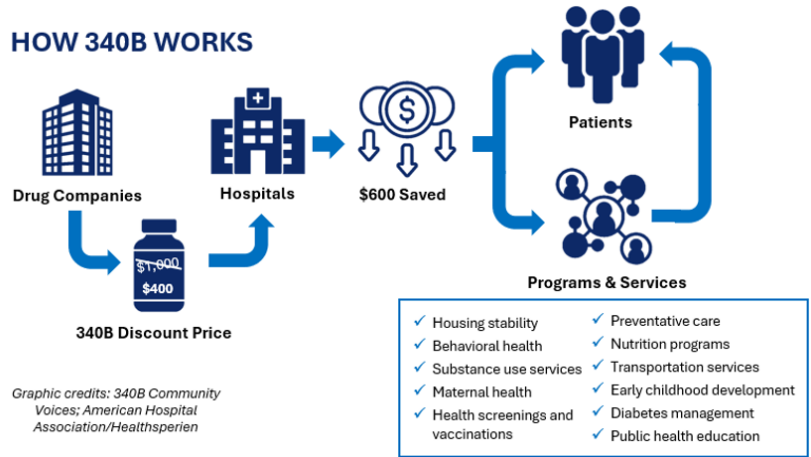 HOW 340B WORKS
Drug Companies
$1,000
$400
340B Discount Price
Hospitals
$600 Saved
$
Patients
Programs & Services
✓ Housing stability
✓ Behavioral health
✓ Substance use services
✓ Maternal health
✓ Health screenings and
vaccinations
✓ Preventative care
✓ Nutrition programs
✓ Transportation services
✓ Early childhood development
✓ Diabetes management
✓ Public health education
Graphic credits: 340B Community
Voices; American Hospital
Association/Healthsperien